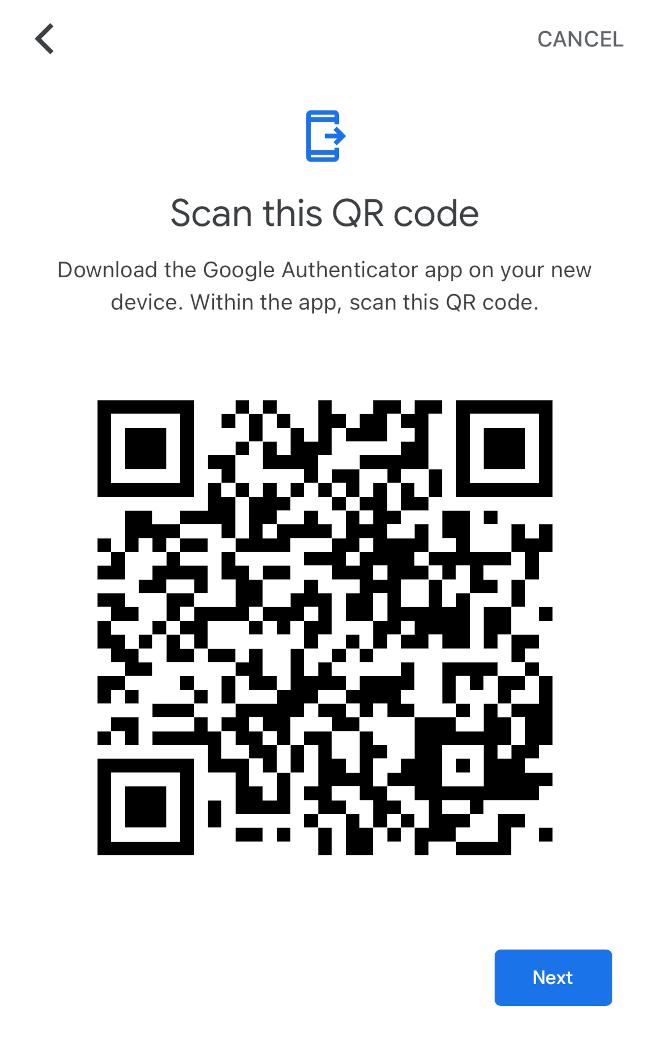 CANCEL
Scan this QR code
Download the Google Authenticator app on your new
device. Within the app, scan this QR code.
Next